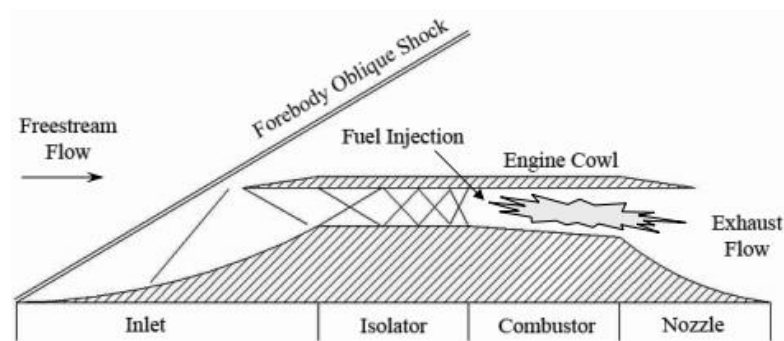 Forebody Oblique Shock
Freestream
Flow
Fuel Injection
Engine Cowl
Exhaust
Flow
Inlet
Isolator
Combustor
Nozzle